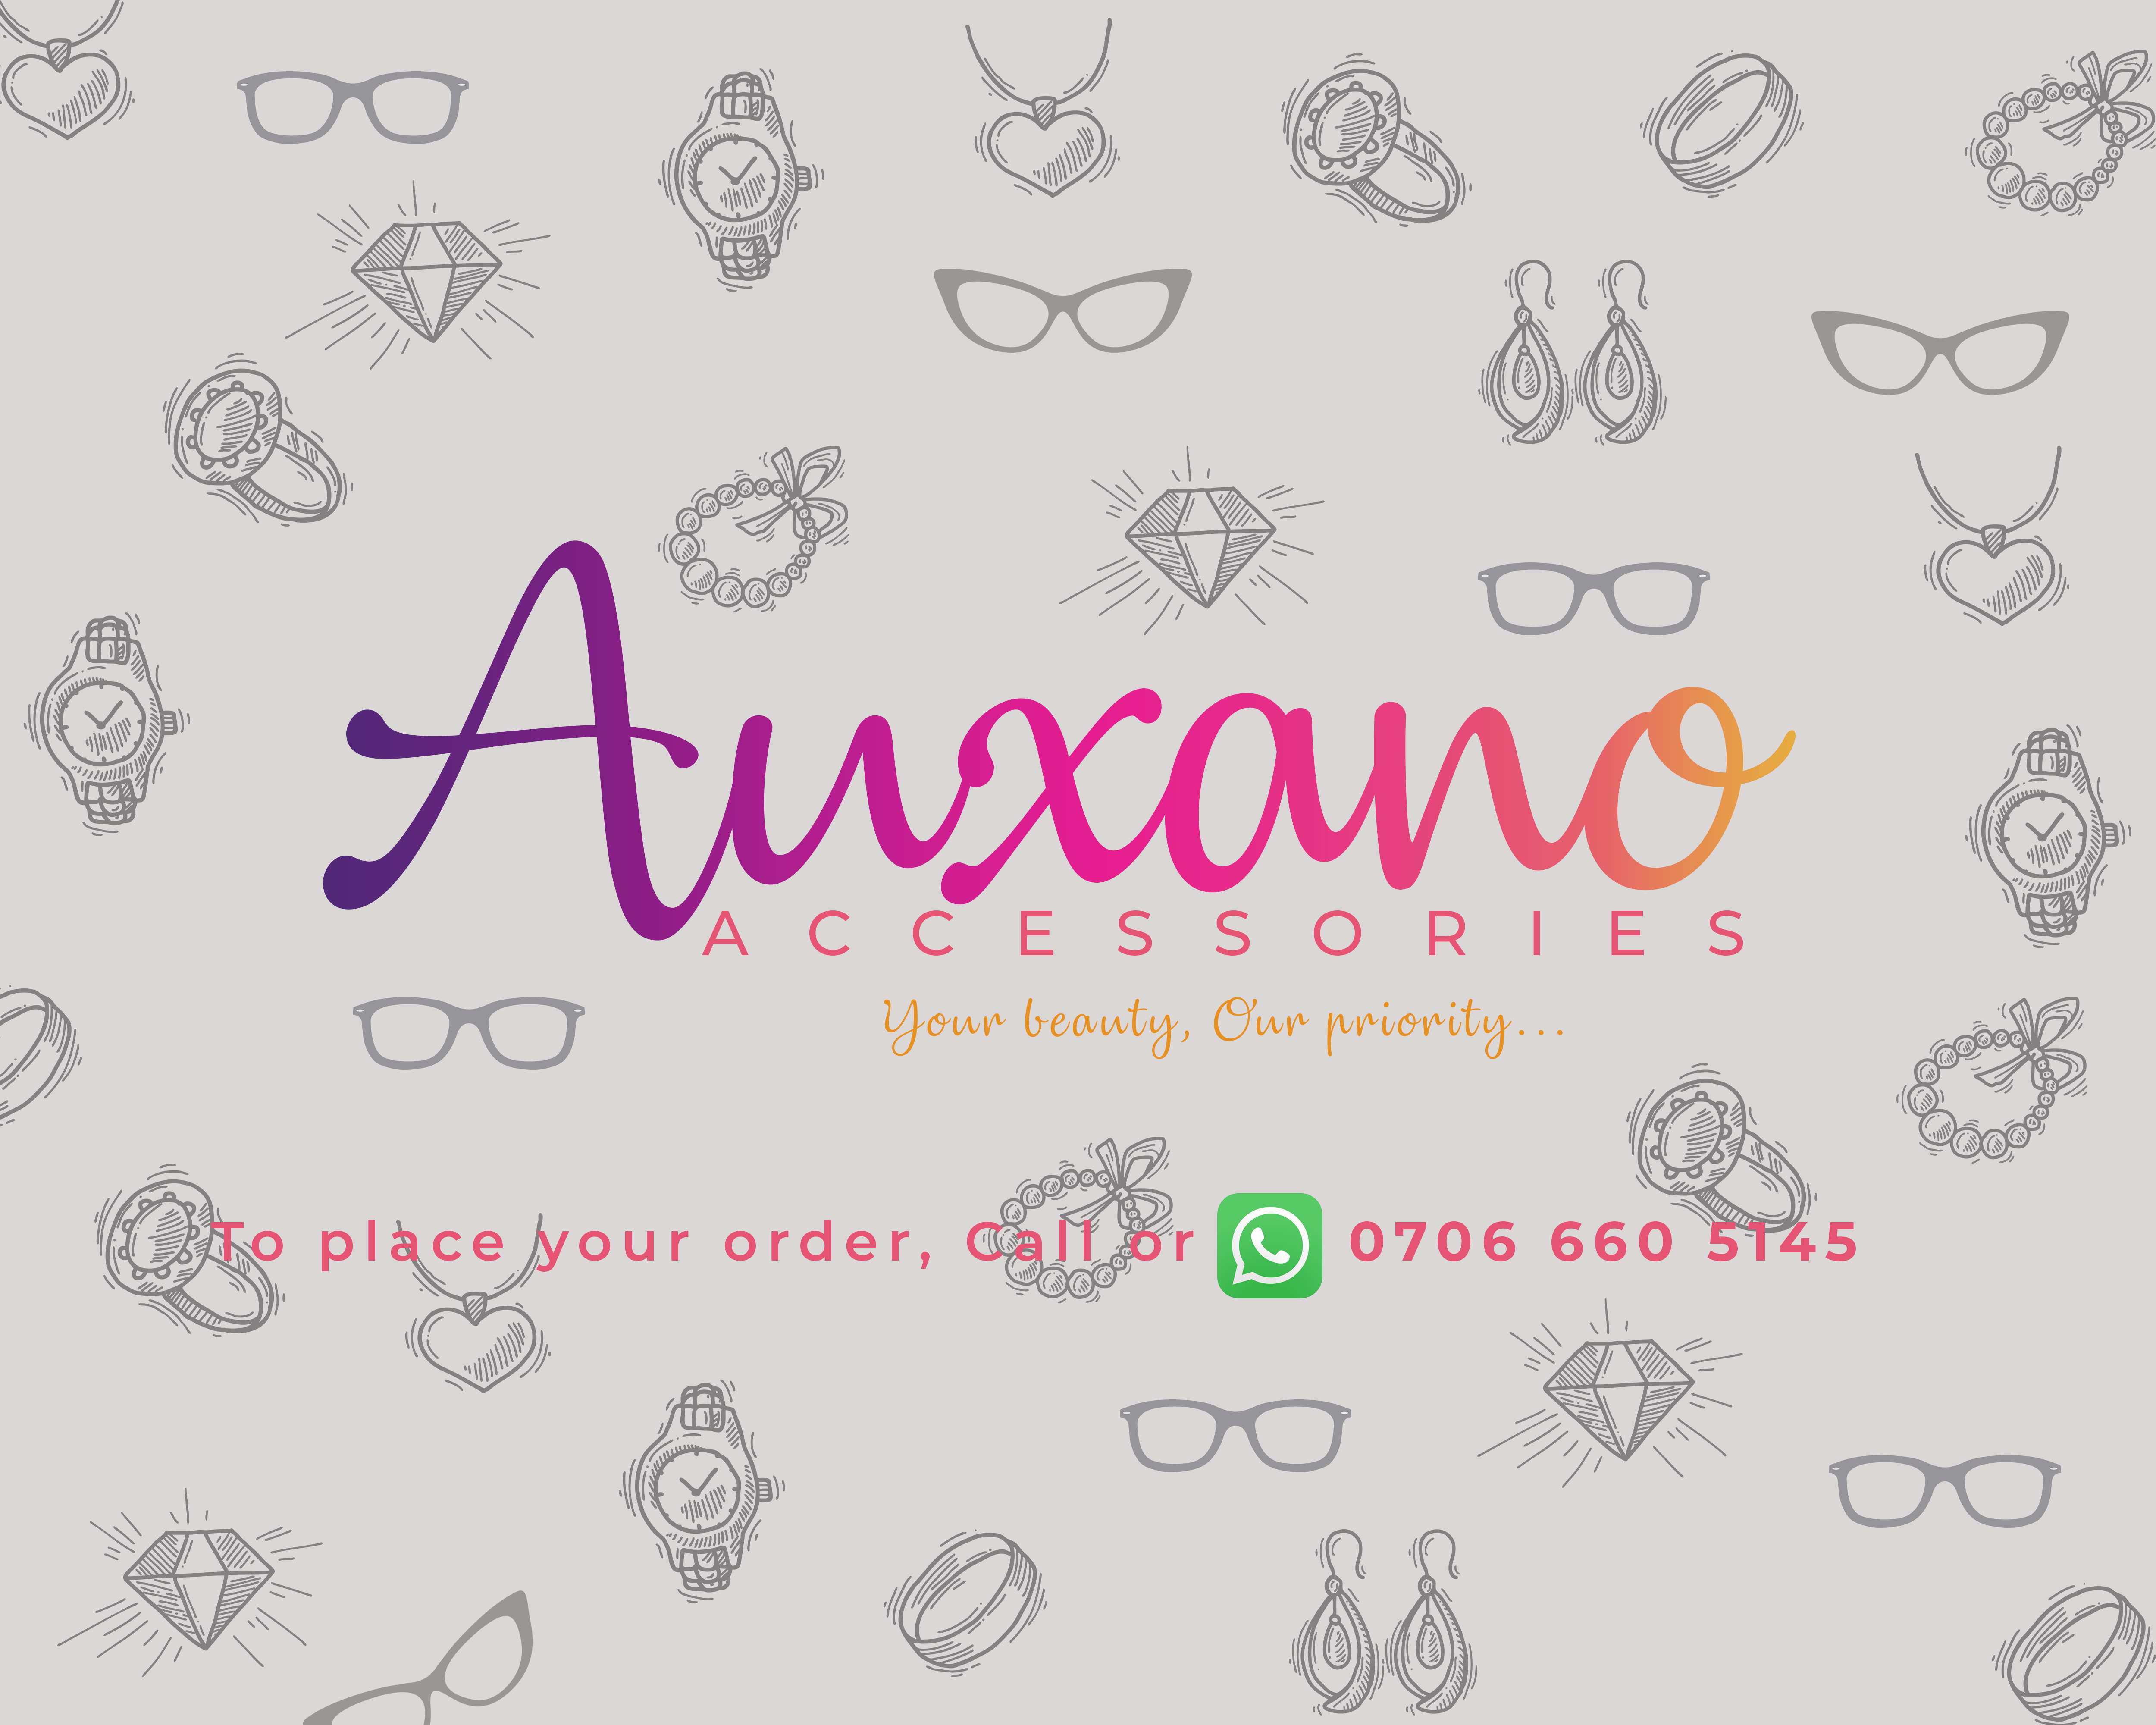 Auxano
ACCESSORIES
Your beauty, Our priority...
To place your order, Call or 0706 660 5145